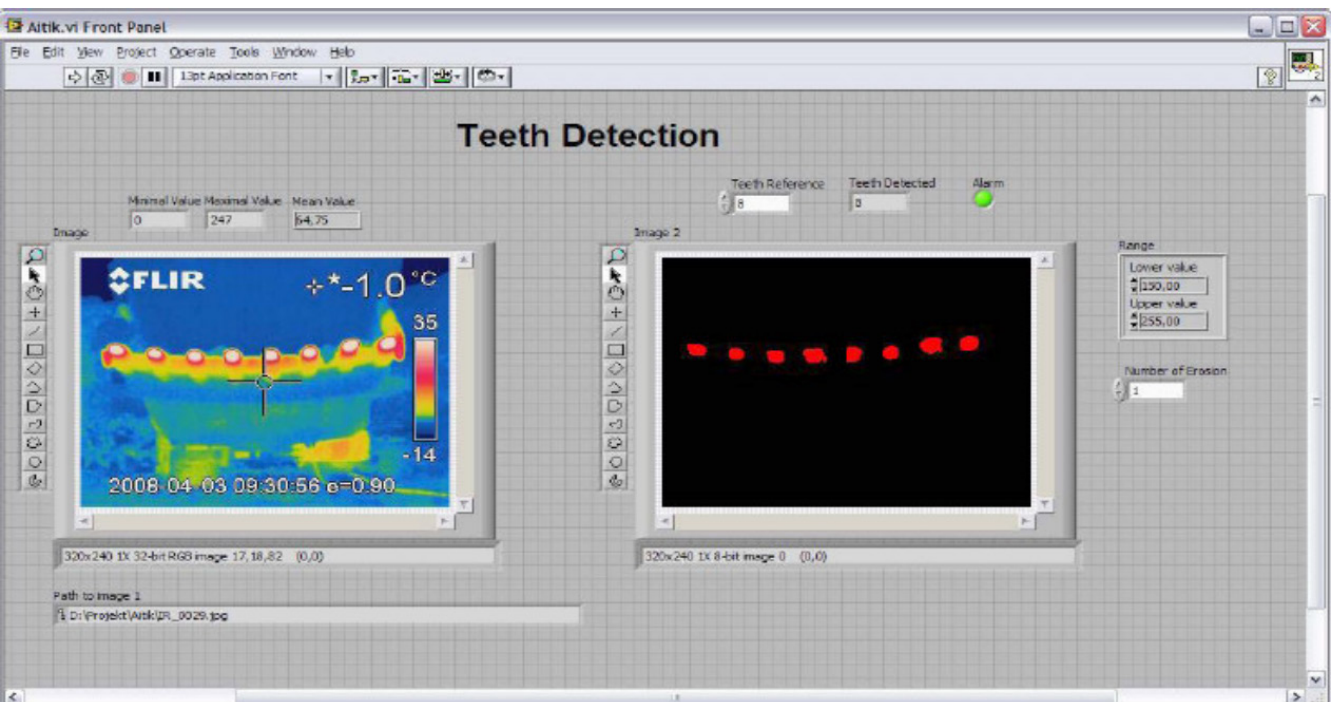 Aitik.vi Front Panel
File Edit View Project Operate Tools Window Help
13pt Application Font
2
Teeth Detection
Teeth Reference Teeth Detected Alarm
8 8
Minimal Value Maximal Value Mean Value
0 247 64,75
Image
Image 2
FLIR
-1.0 °C
35
-14
2008-04-03 09:30:56 e=0.90
Range
Lower value
150,00
Upper value
255,00
Number of Erosion
1
320x240 1X 32-bit RGB image 17,18,82 (0,0)
320x240 1X 8-bit image 0 (0,0)
Path to image 1
D:\Projekt\Aitik\IR_0029.jpg